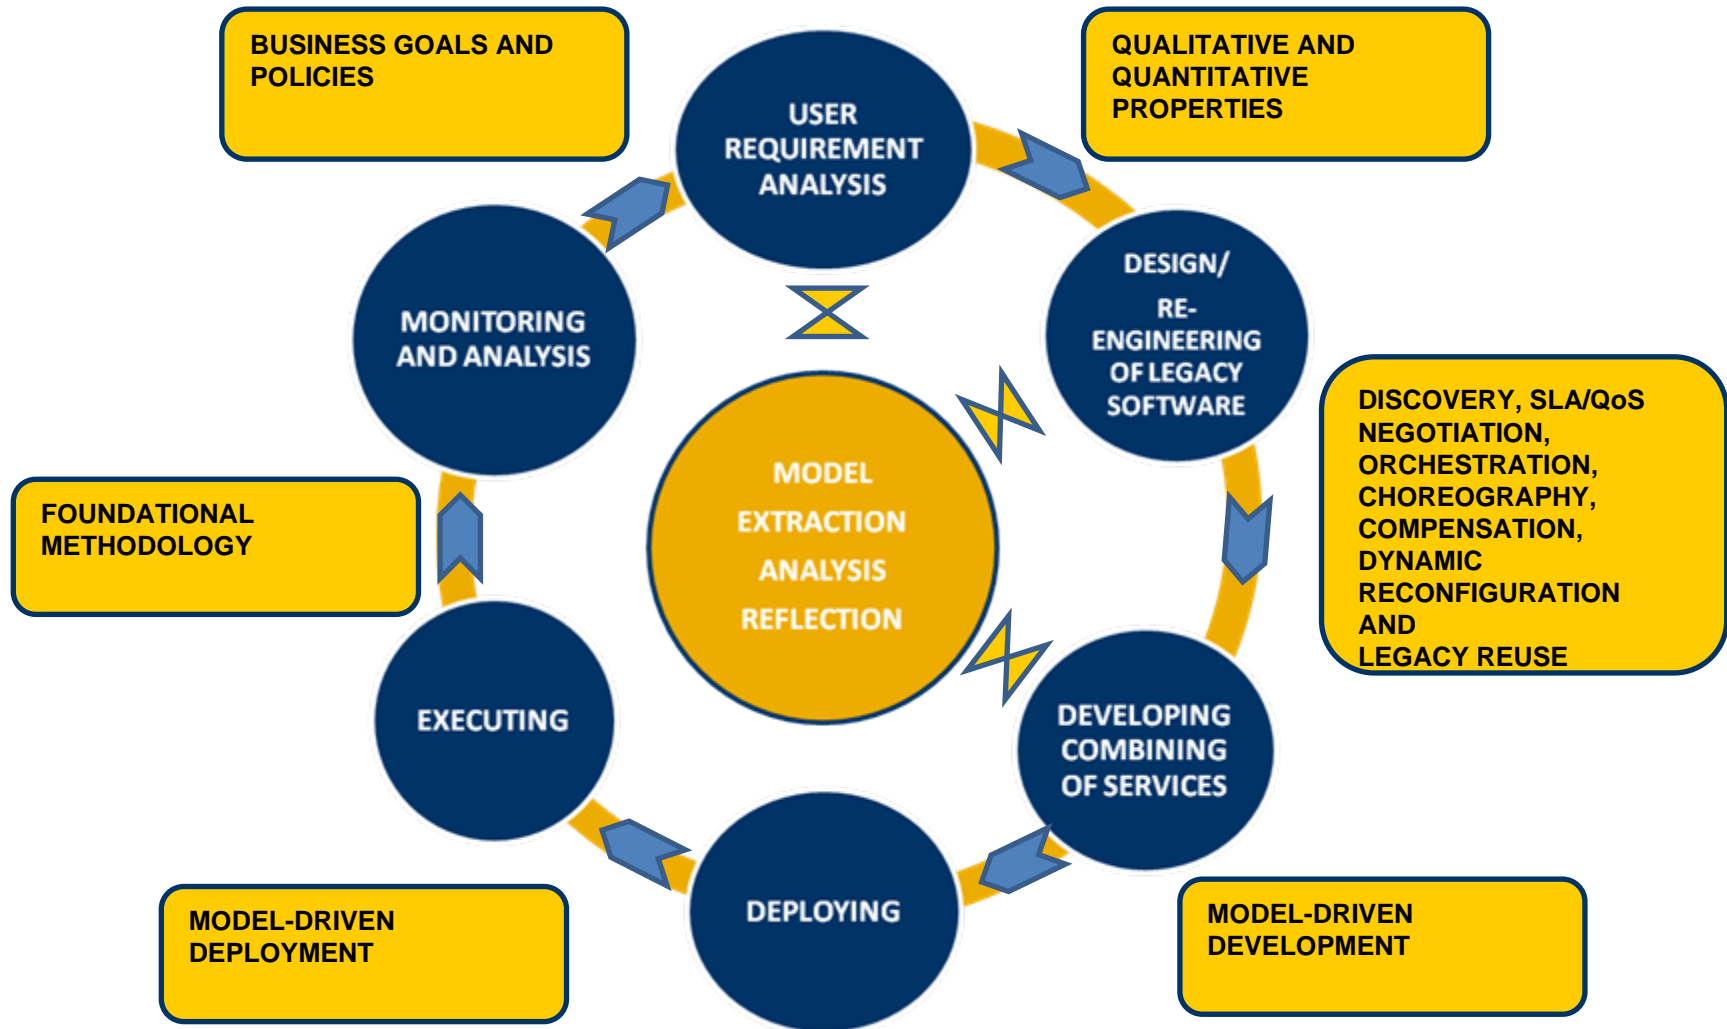 BUSINESS GOALS AND
POLICIES
USER
REQUIREMENT
ANALYSIS
QUALITATIVE AND
QUANTITATIVE
PROPERTIES
MONITORING
AND ANALYSIS
DESIGN/
RE-
ENGINEERING
OF LEGACY
SOFTWARE
DISCOVERY, SLA/QoS
NEGOTIATION,
ORCHESTRATION,
CHOREOGRAPHY,
COMPENSATION,
DYNAMIC
RECONFIGURATION
AND
LEGACY REUSE
MODEL
EXTRACTION
ANALYSIS
REFLECTION
FOUNDATIONAL
METHODOLOGY
EXECUTING
DEVELOPING
COMBINING
OF SERVICES
DEPLOYING
MODEL-DRIVEN
DEPLOYMENT
MODEL-DRIVEN
DEVELOPMENT